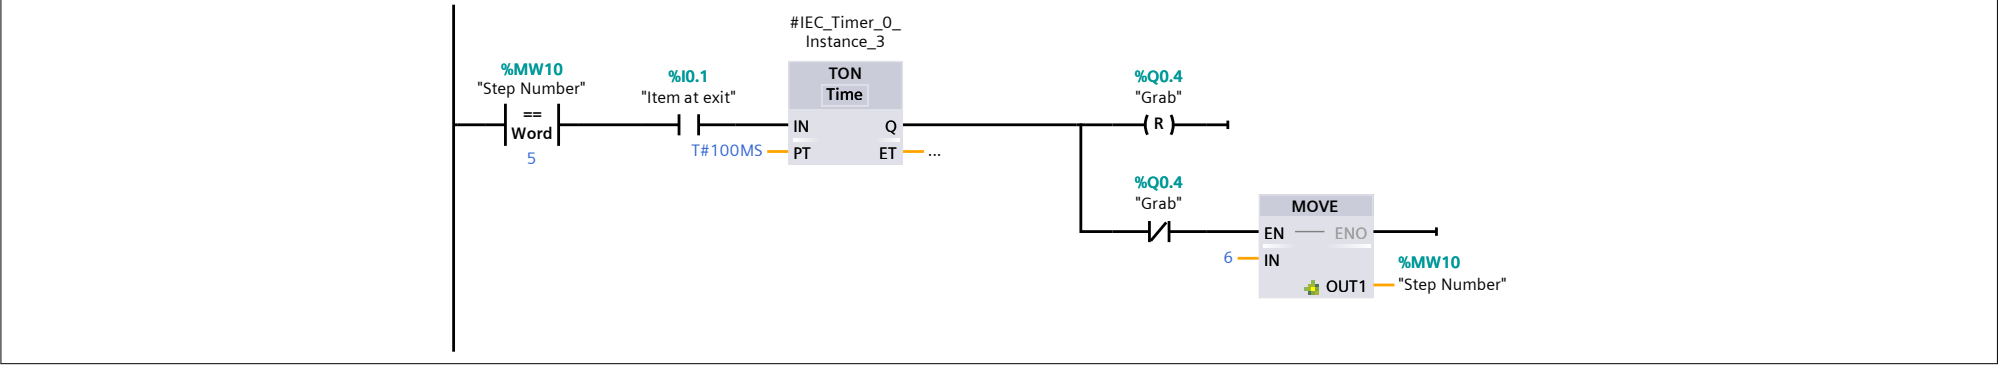 #IEC_Timer_0_
Instance_3
%MW10
"Step Number"
==
Word
5
%I0.1
"Item at exit"
TON
Time
IN
Q
T#100MS
PT
ET
...
%Q0.4
"Grab"
R
%Q0.4
"Grab"
MOVE
EN
ENO
6
IN
OUT1
%MW10
"Step Number"